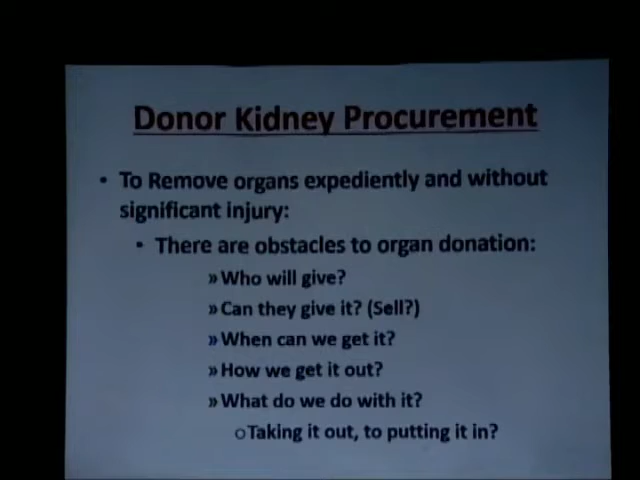 Donor Kidney Procurement
• To Remove organs expediently and without
significant injury:
• There are obstacles to organ donation:
» Who will give?
» Can they give it? (Sell?)
» When can we get it?
» How we get it out?
» What do we do with it?
o Taking it out, to putting it in?